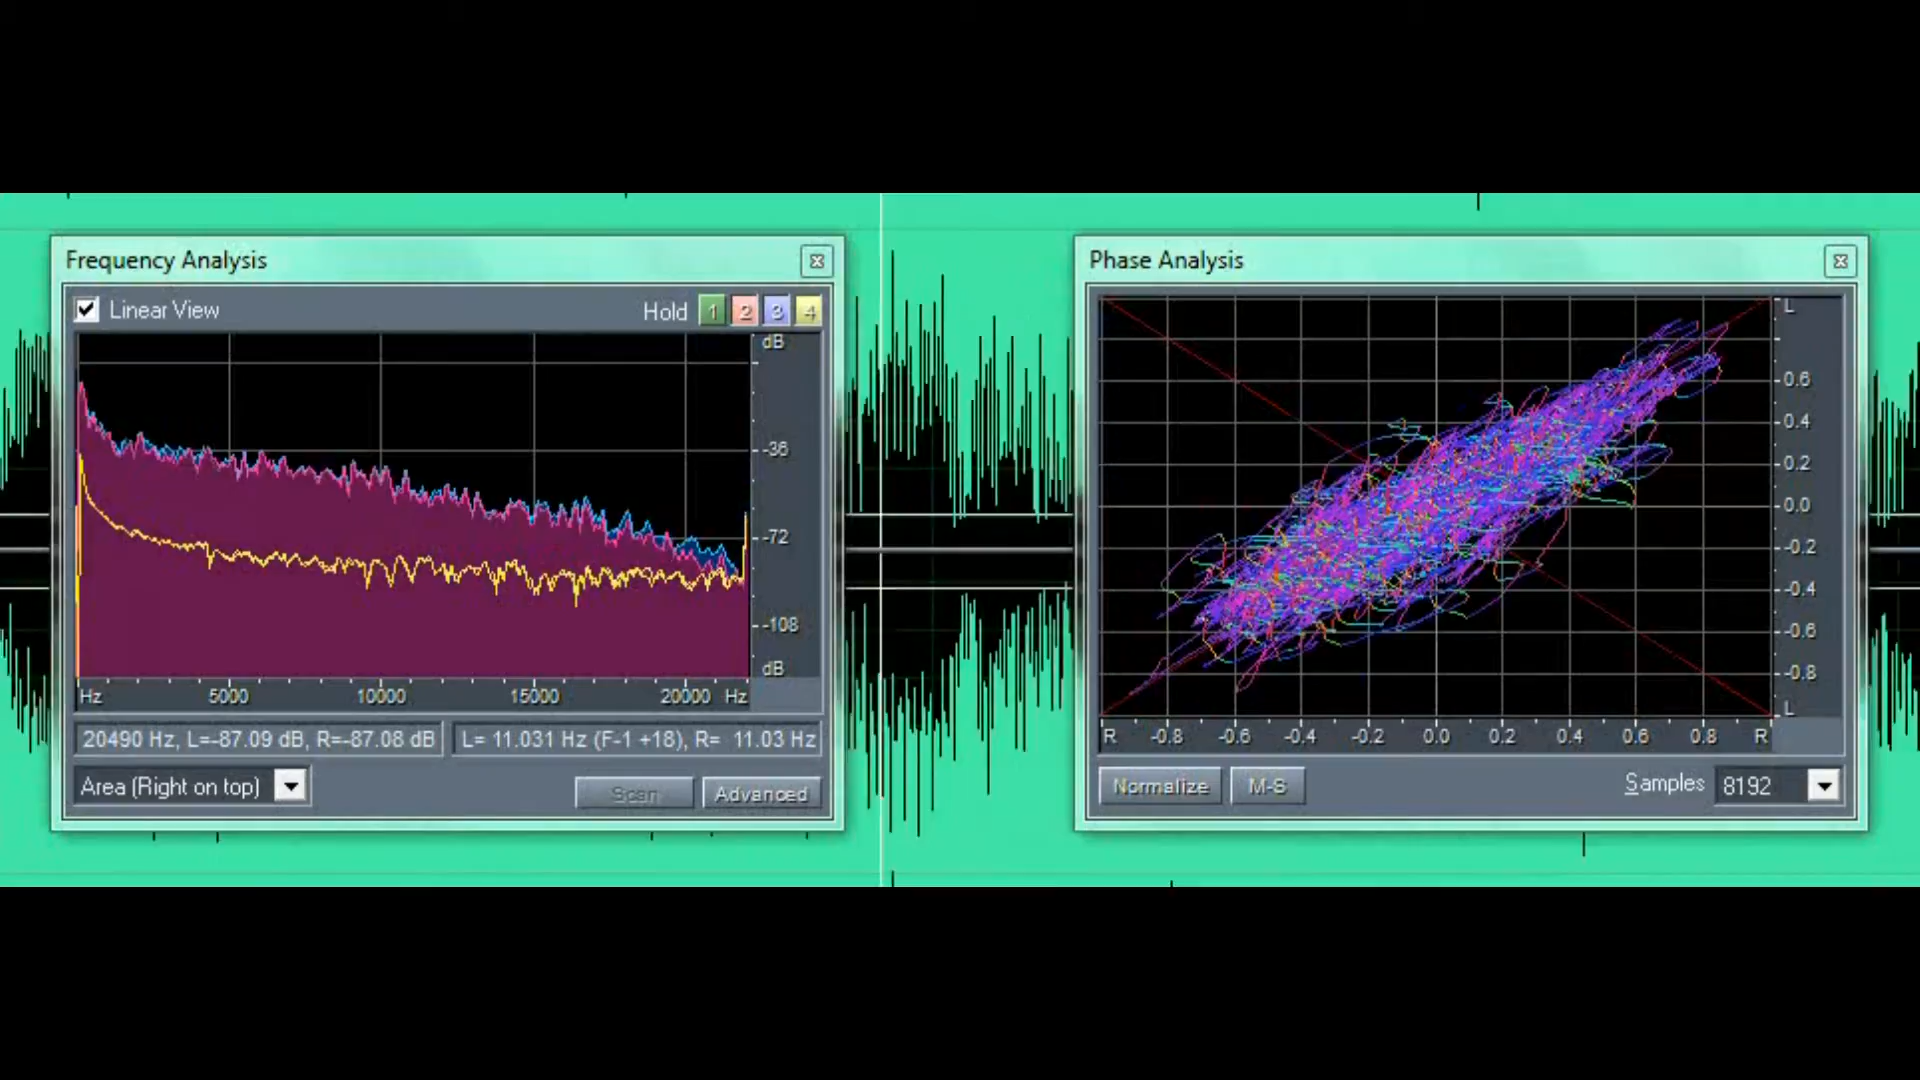 Frequency Analysis
Linear View
Hold 1 2 3 4
dB
-36
-72
-108
dB
Hz 5000 10000 15000 20000 Hz
20490 Hz, L=-87.09 dB, R=-87.08 dB
L= 11.031 Hz (F-1 +18), R= 11.03 Hz
Area (Right on top)
Scan
Advanced
Phase Analysis
L
0.6
0.4
0.2
0.0
-0.2
-0.4
-0.6
-0.8
L
R -0.8 -0.6 -0.4 -0.2 0.0 0.2 0.4 0.6 0.8 R
Normalize
M-S
Samples 8192